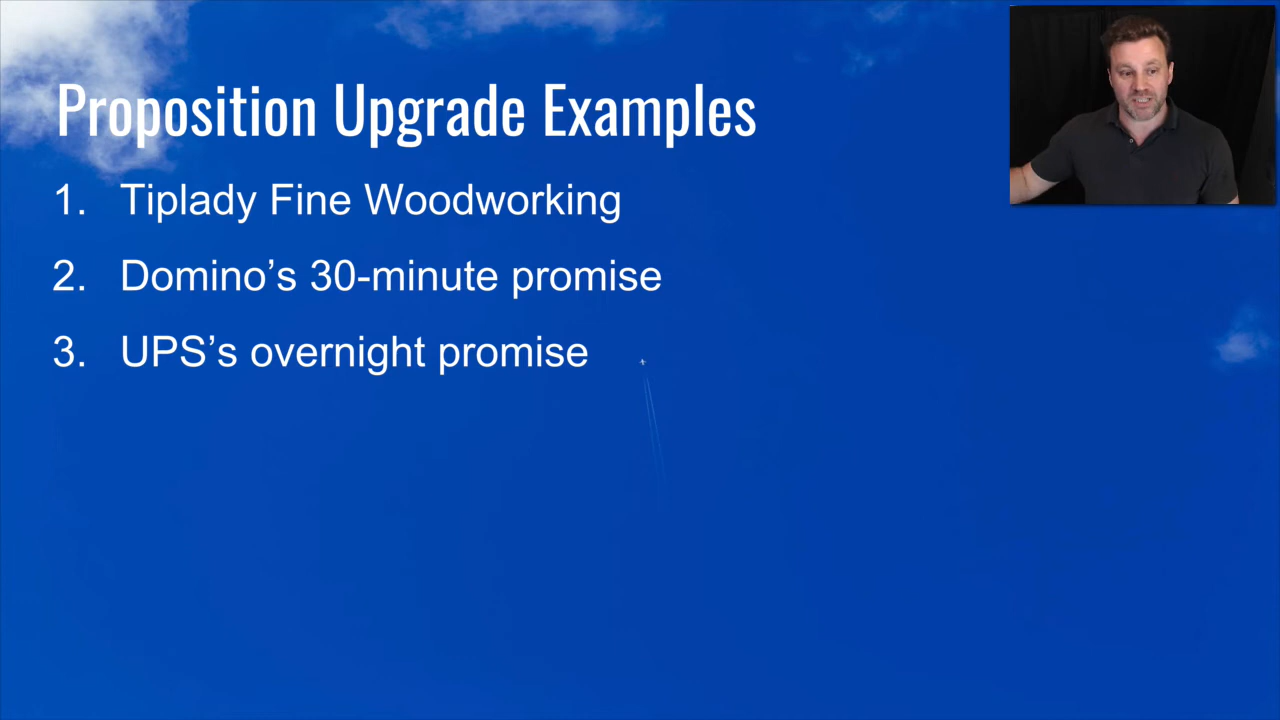 Proposition Upgrade Examples
1. Tiplady Fine Woodworking
2. Domino’s 30-minute promise
3. UPS’s overnight promise